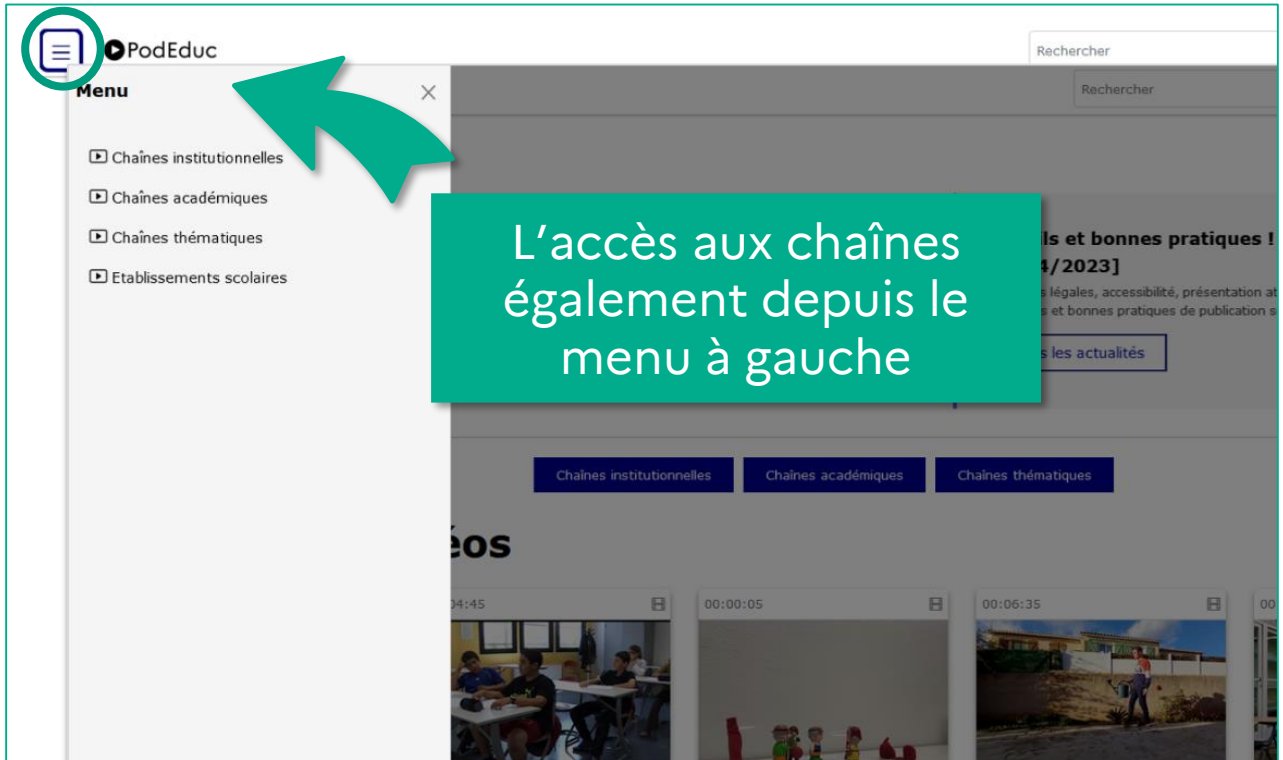 PodEduc
Rechercher
Menu
Rechercher
Chaînes institutionnelles
Chaînes académiques
Chaînes thématiques
Etablissements scolaires
L'accès aux chaînes
également depuis le
menu à gauche
ls et bonnes pratiques !
4/2023]
légales, accessibilité, présentation at
et bonnes pratiques de publication s
les actualités
Chaînes institutionnelles
Chaînes académiques
Chaînes thématiques
éos
04:45
00:00:05
00:06:35
00